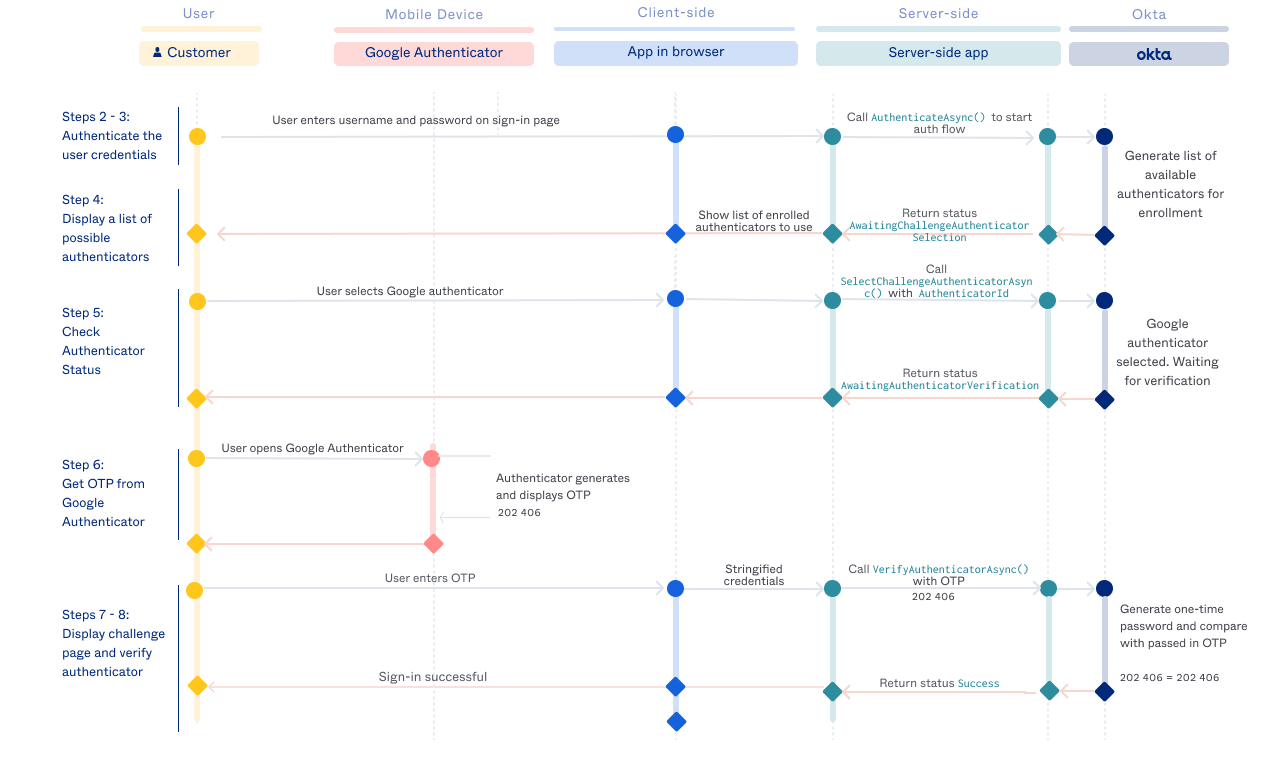 User
Mobile Device
Client-side
Server-side
Okta
Customer
Google Authenticator
App in browser
Server-side app
okta
Steps 2 - 3:
Authenticate the
user credentials
User enters username and password on sign-in page
Call AuthenticateAsync() to start
auth flow
Generate list of
available
authenticators for
enrollment
Step 4:
Display a list of
possible
authenticators
Show list of enrolled
authenticators to use
Return status
AwaitingChallengeAuthenticator
Selection
Step 5:
Check
Authenticator
Status
User selects Google authenticator
Call
SelectChallengeAuthenticatorAsyn
c() with AuthenticatorId
Google
authenticator
selected. Waiting
for verification
Return status
AwaitingAuthenticatorVerification
Step 6:
Get OTP from
Google
Authenticator
User opens Google Authenticator
Authenticator generates
and displays OTP
202 406
Steps 7 - 8:
Display challenge
page and verify
authenticator
User enters OTP
Stringified
credentials
Call VerifyAuthenticatorAsync()
with OTP
202 406
Generate one-time
password and compare
with passed in OTP
202 406 = 202 406
Sign-in successful
Return status Success